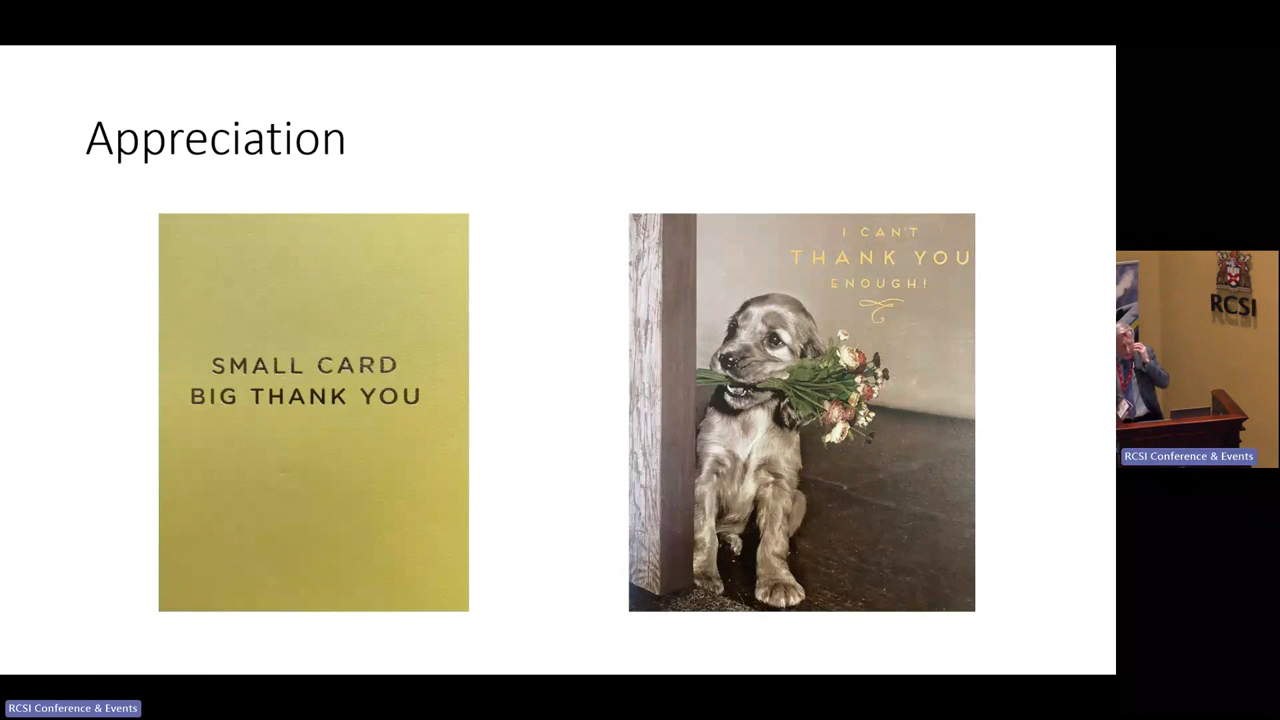 Appreciation
SMALL CARD
BIG THANK YOU
I CAN'T
THANK YOU
ENOUGH!
RCSI
RCSI Conference & Events
RCSI Conference & Events